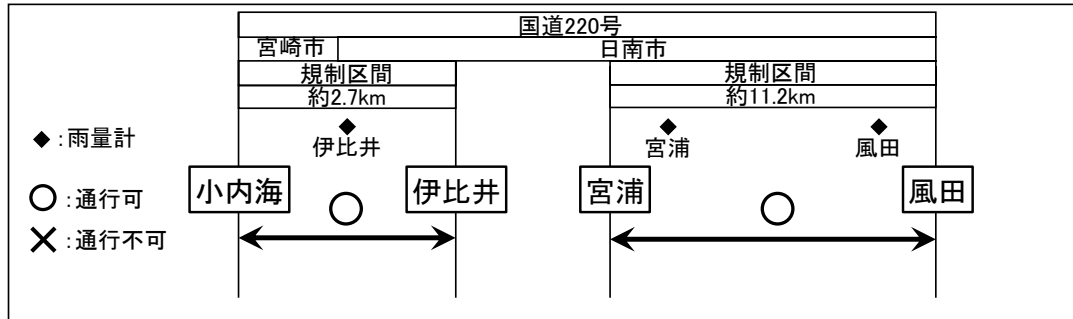 国道220号
宮崎市 日南市
規制区間 規制区間
約2.7km 約11.2km
◆:雨量計
伊比井 宮浦 風田
小内海 伊比井 宮浦 風田
○:通行可
×:通行不可